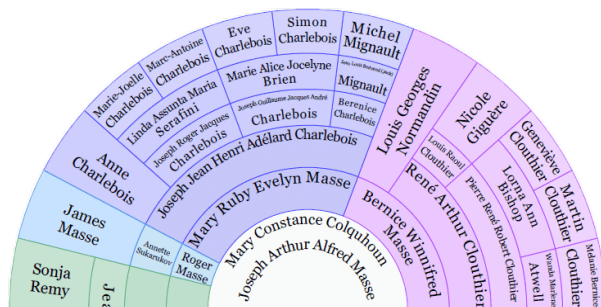 Michel
Mignault
Simon
Charlebois
Eve
Charlebois
Marc-Antoine
Charlebois
Marie-Joelle
Charlebois
Marie Alice Jocelyne
Brien
Mignault
Linda Assunta Maria
Serafini
Joseph Guillaume Jacques André
Charlebois
Berenice
Charlebois
Joseph Roger Jacques
Charlebois
Louis Georges
Normandin
Nicole
Giguère
Geneviève
Clouthier
Louis Raoul
Clouthier
Lorna Ann
Bishop
Martin
Clouthier
Anne
Charlebois
Joseph Jean Henri Adélard Charlebois
Pierre René Robert Clouthier
René Arthur Clouthier
Mary Ruby Evelyn Masse
Bernice Winnifred
Masse
James
Masse
Annette
Sukarukov
Roger
Masse
Mary Constance Colquhoun
Joseph Arthur Alfred Masse
Atwell
Melanie Bernic
Sonja
Remy
Je